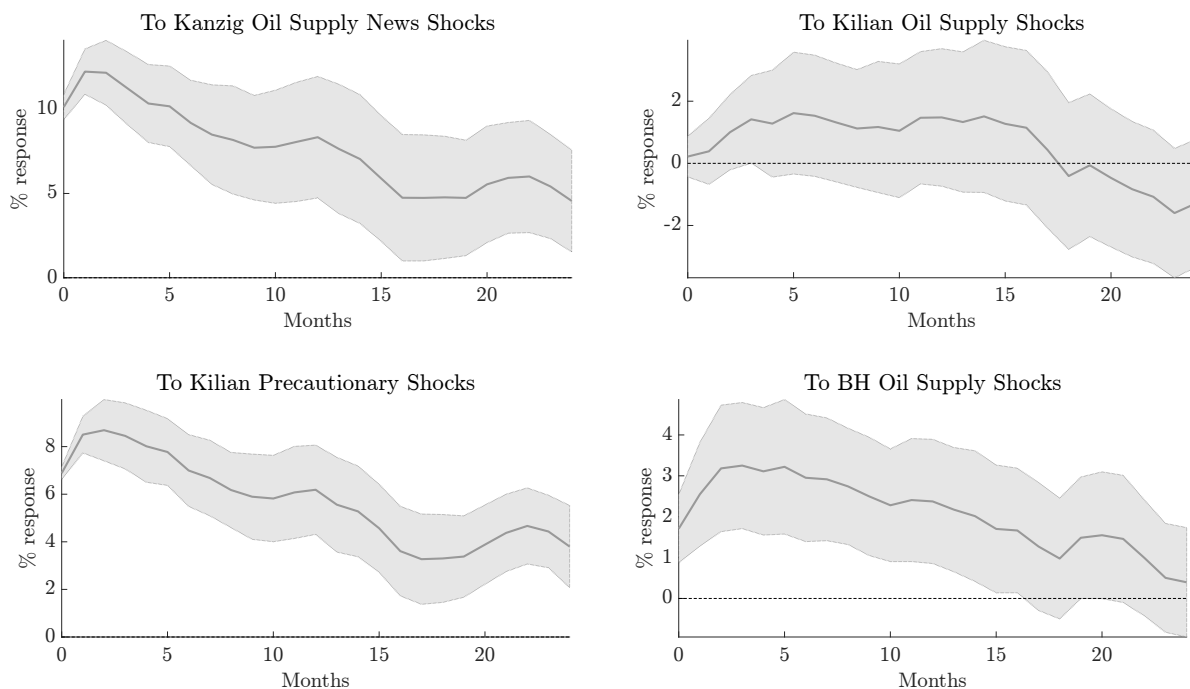 To Kanzig Oil Supply News Shocks
% response
10
5
0
0 5 10 15 20
Months
To Kilian Oil Supply Shocks
% response
2
0
-2
0 5 10 15 20
Months
To Kilian Precautionary Shocks
% response
8
6
4
2
0
0 5 10 15 20
Months
To BH Oil Supply Shocks
% response
4
3
2
1
0
0 5 10 15 20
Months